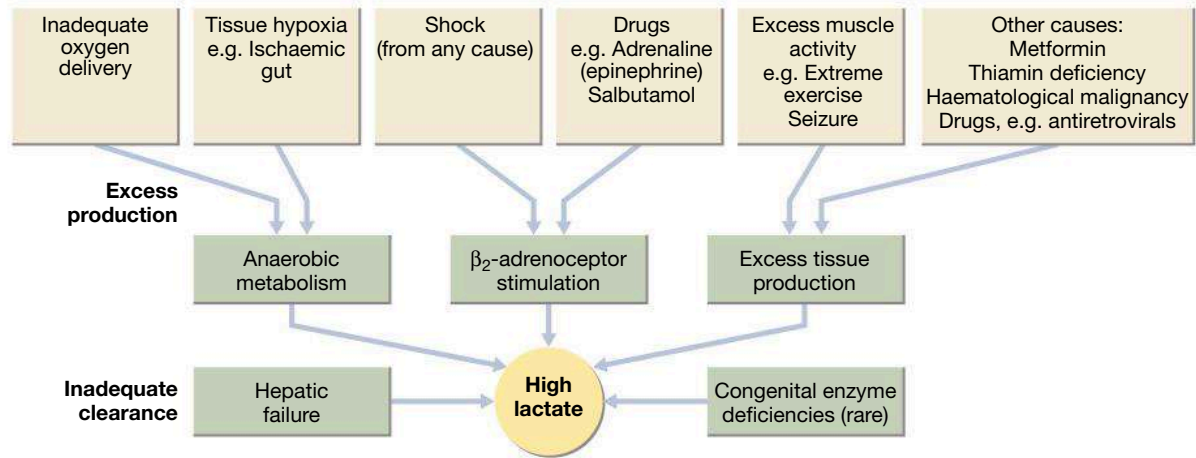 Inadequate
oxygen
delivery
Tissue hypoxia
e.g. Ischaemic
gut
Shock
(from any cause)
Drugs
e.g. Adrenaline
(epinephrine)
Salbutamol
Excess muscle
activity
e.g. Extreme
exercise
Seizure
Other causes:
Metformin
Thiamin deficiency
Haematological malignancy
Drugs, e.g. antiretrovirals
Excess
production
Anaerobic
metabolism
β₂-adrenoceptor
stimulation
Excess tissue
production
Inadequate
clearance
Hepatic
failure
High
lactate
Congenital enzyme
deficiencies (rare)